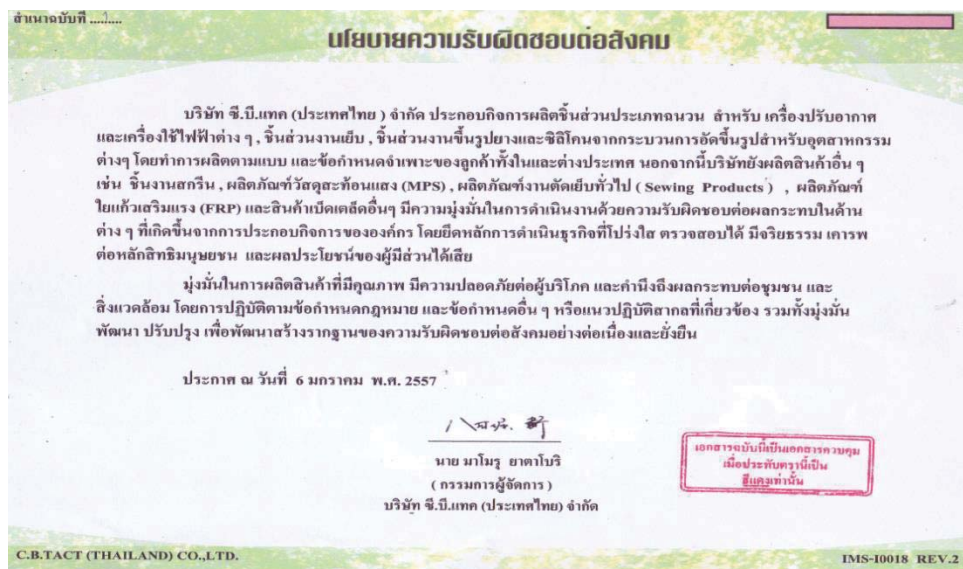 สำเนาฉบับที่ ........
นโยบายความรับผิดชอบต่อสังคม
บริษัท ซี.บี.แทค (ประเทศไทย ) จำกัด ประกอบกิจการผลิตชิ้นส่วนประเภทฉนวน สำหรับ เครื่องปรับอากาศ
และเครื่องใช้ไฟฟ้าต่าง ๆ , ชิ้นส่วนงานเย็บ , ชิ้นส่วนงานขึ้นรูปยางและซิลิโคนจากกระบวนการอัดขึ้นรูปสำหรับอุตสาหกรรม
ต่างๆ โดยทำการผลิตตามแบบ และข้อกำหนดจำเพาะของลูกค้าทั้งในและต่างประเทศ นอกจากนี้บริษัทยังผลิตสินค้าอื่น ๆ
เช่น ชิ้นงานสกรีน , ผลิตภัณฑ์วัสดุสะท้อนแสง (MPS) , ผลิตภัณฑ์งานตัดเย็บทั่วไป ( Sewing Products ) , ผลิตภัณฑ์
ใยแก้วเสริมแรง (FRP) และสินค้าเบ็ดเตล็ดอื่นๆ มีความมุ่งมั่นในการดำเนินงานด้วยความรับผิดชอบต่อผลกระทบในด้าน
ต่าง ๆ ที่เกิดขึ้นจากการประกอบกิจการขององค์กร โดยยึดหลักการดำเนินธุรกิจที่โปร่งใส ตรวจสอบได้ มีจริยธรรม เคารพ
ต่อหลักสิทธิมนุษยชน และผลประโยชน์ของผู้มีส่วนได้เสีย
มุ่งมั่นในการผลิตสินค้าที่มีคุณภาพ มีความปลอดภัยต่อผู้บริโภค และคำนึงถึงผลกระทบต่อชุมชน และ
สิ่งแวดล้อม โดยการปฏิบัติตามข้อกำหนดกฎหมาย และข้อกำหนดอื่น ๆ หรือแนวปฏิบัติสากลที่เกี่ยวข้อง รวมทั้งมุ่งมั่น
พัฒนา ปรับปรุง เพื่อพัฒนาสร้างรากฐานของความรับผิดชอบต่อสังคมอย่างต่อเนื่องและยั่งยืน
ประกาศ ณ วันที่ 6 มกราคม พ.ศ. 2557
นาย มาโมรุ ยาตาโบริ
( กรรมการผู้จัดการ )
บริษัท ซี.บี.แทค (ประเทศไทย) จำกัด
เอกสารฉบับนี้เป็นเอกสารควบคุม
เมื่อประทับตรานี้เป็น
สีแดงเท่านั้น
C.B.TACT (THAILAND) CO.,LTD.
IMS-I0018 REV.2